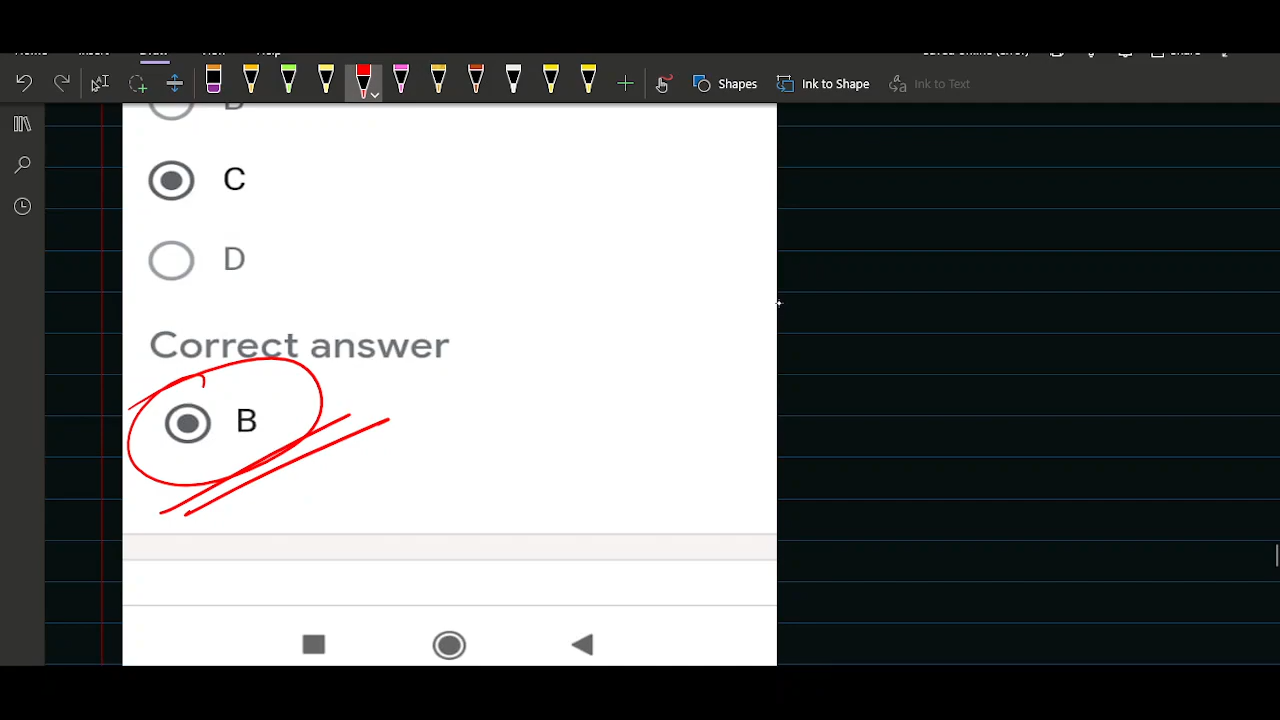 Shapes
Ink to Shape
Ink to Text
C
D
Correct answer
B